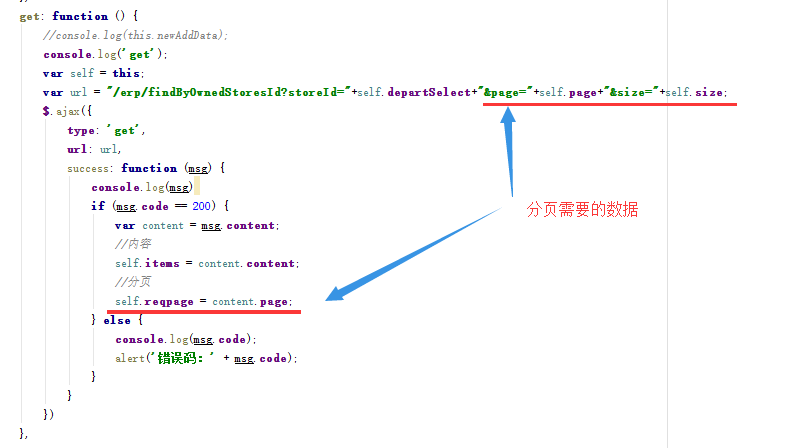 get: function () {
//console.log(this.newAddData);
console.log('get');
var self = this;
var url = "/erp/findByOwnedStoresId?storeId="+self.departSelect+"&page="+self.page+"&size="+self.size;
$.ajax({
type: 'get',
url: url,
success: function (msg) {
console.log(msg)
if (msg.code == 200) {
var content = msg.content;
//内容
self.items = content.content;
//分页
self.reqpage = content.page;
} else {
console.log(msg.code);
alert('错误码：' + msg.code);
}
}
})
},
分页需要的数据